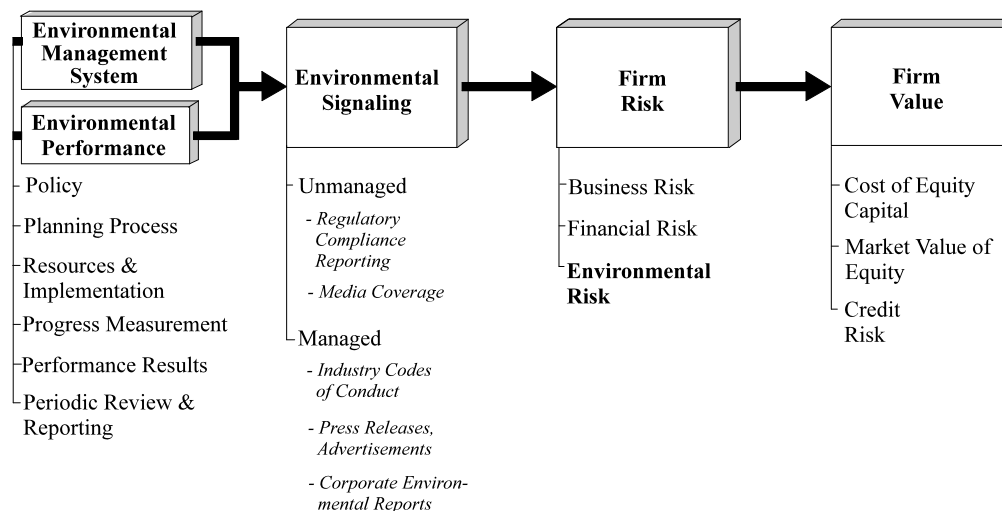 Environmental
Management
System
Environmental
Performance
Policy
Planning Process
Resources &
Implementation
Progress Measurement
Performance Results
Periodic Review &
Reporting
Environmental
Signaling
Unmanaged
- Regulatory
Compliance
Reporting
- Media Coverage
Managed
- Industry Codes
of Conduct
- Press Releases,
Advertisements
- Corporate Environ-
mental Reports
Firm
Risk
Business Risk
Financial Risk
Environmental
Risk
Firm
Value
Cost of Equity
Capital
Market Value of
Equity
Credit
Risk